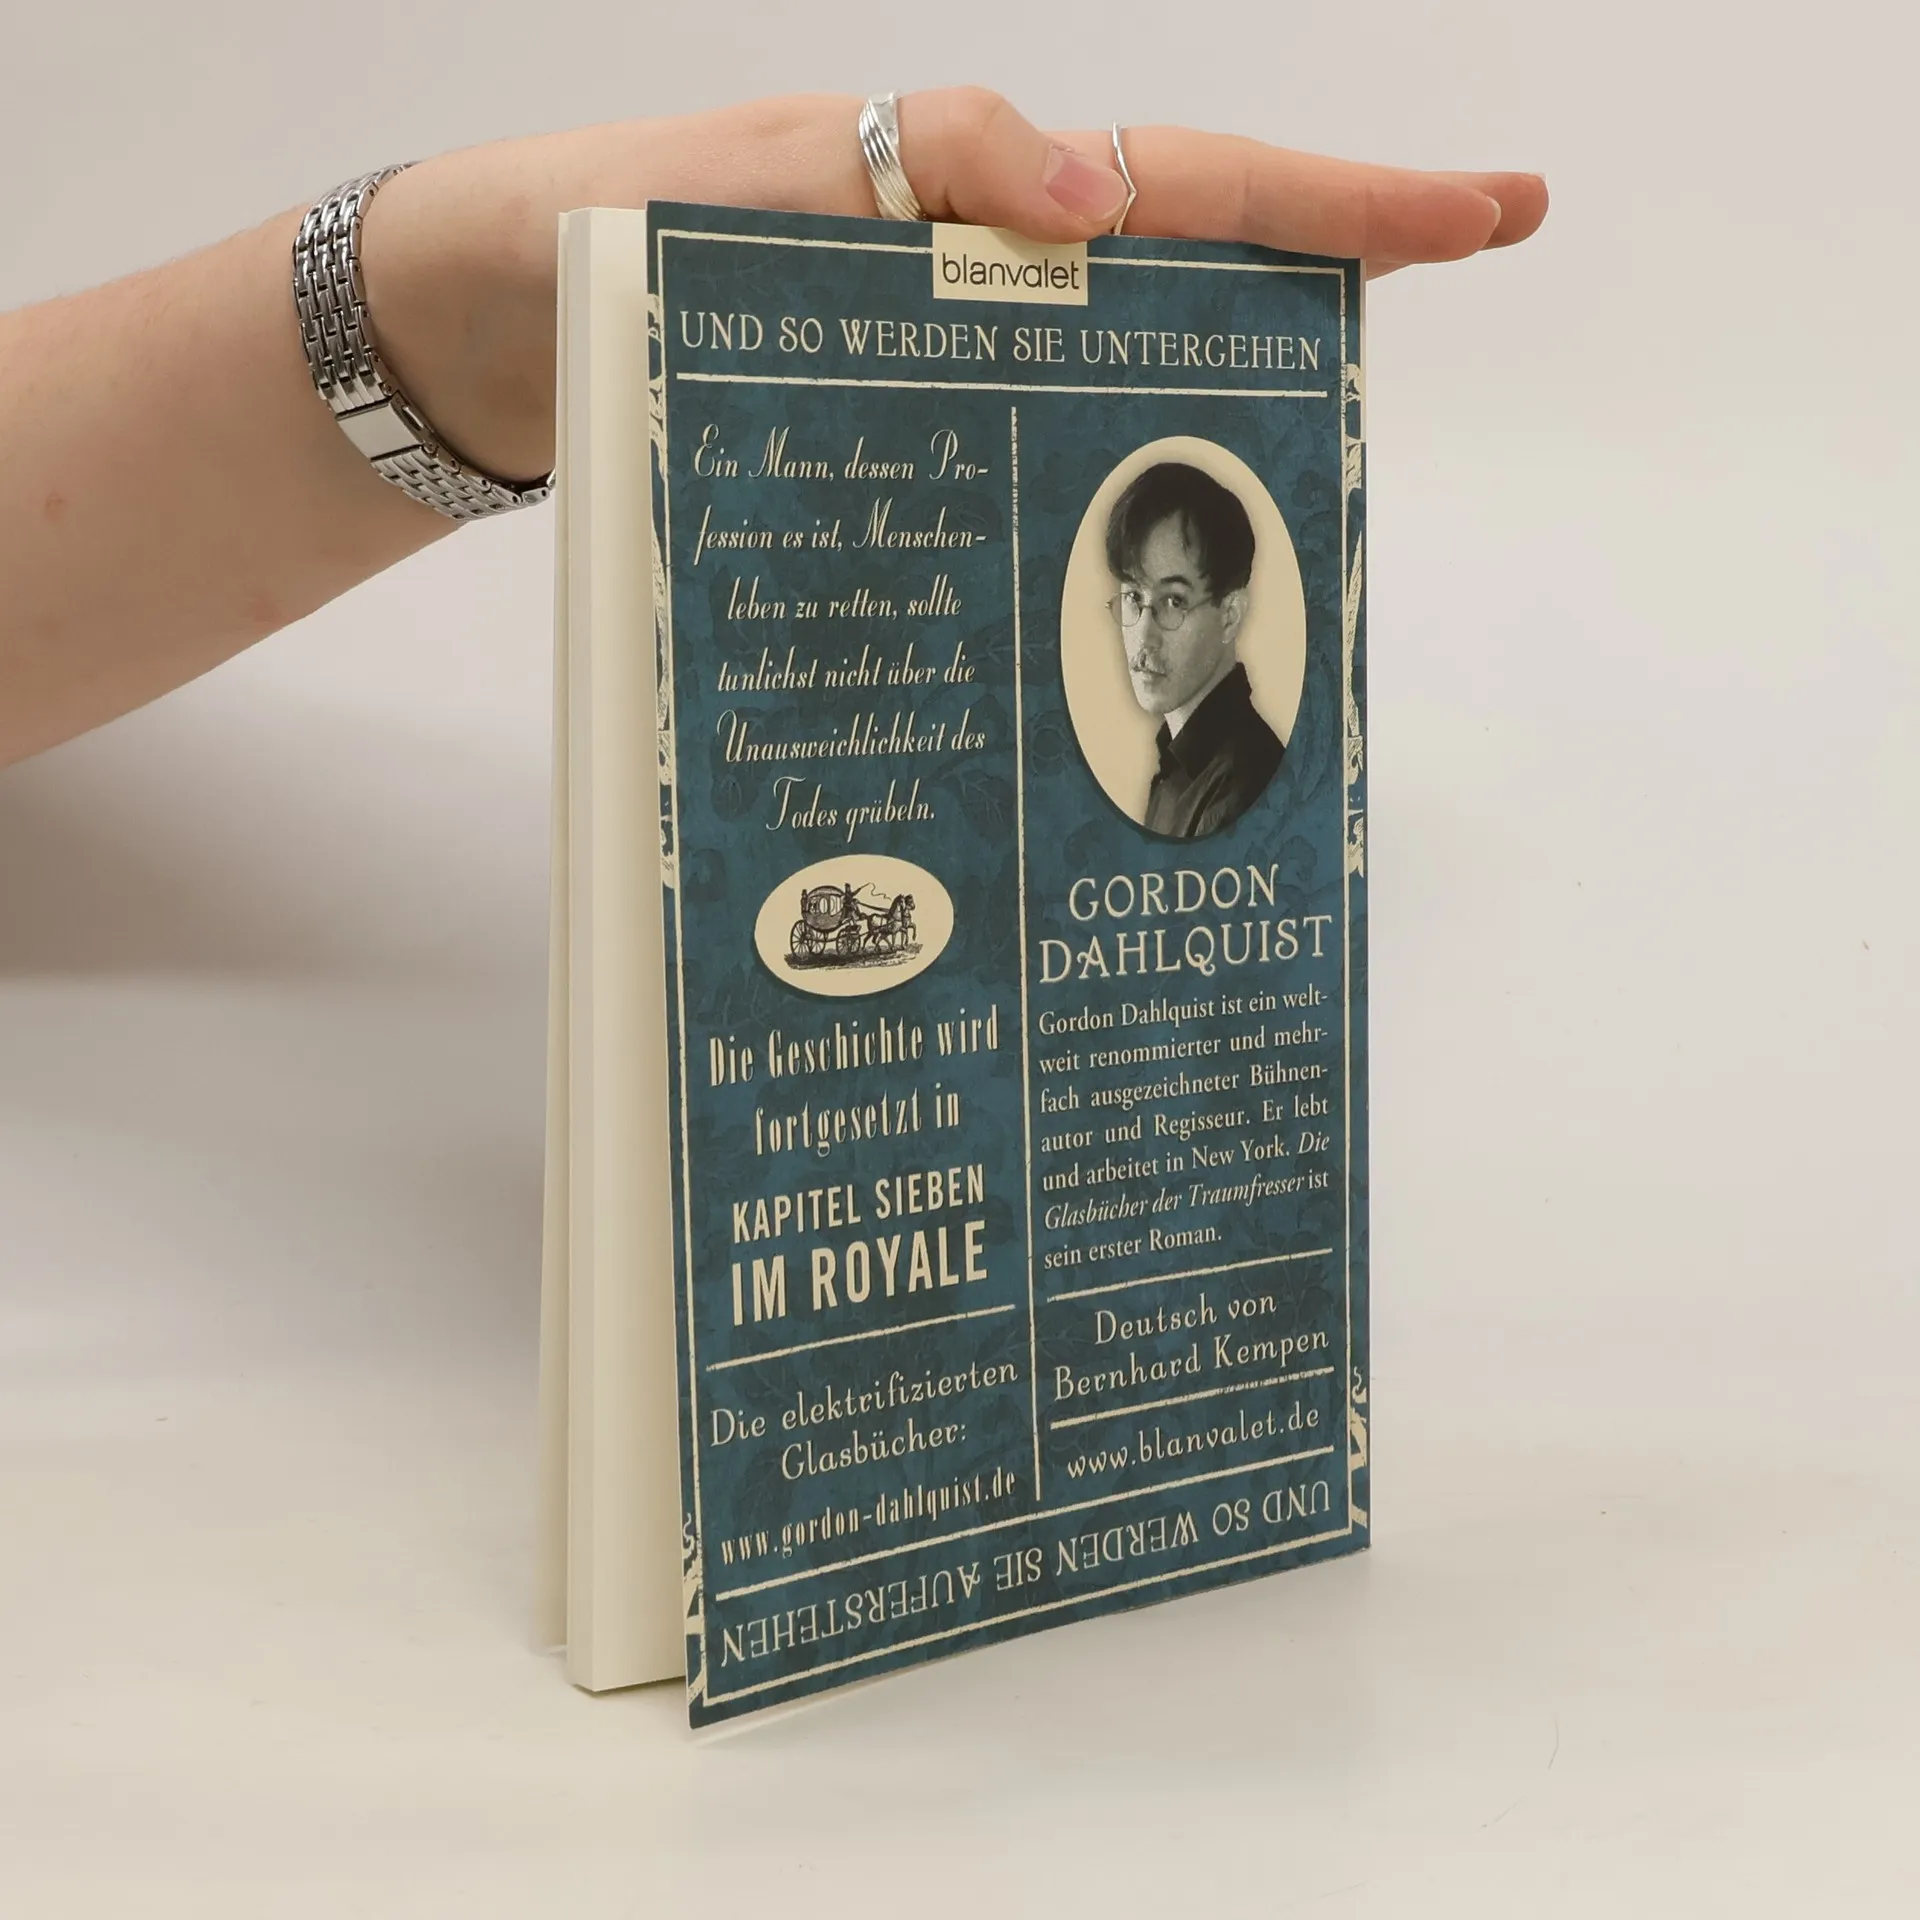 blanvalet
UND SO WERDEN SIE UNTERGEHEN
Ein Mann, dessen Pro-
fession es ist, Menschen-
leben zu retten, sollte
tunlichst nicht über die
Unausweichlichkeit des
Todes grübeln.
Die Geschichte wird
fortgesetzt in
KAPITEL SIEBEN
IM ROYALE
Die elektrifizierten
Glasbücher:
www.gordon-dahlquist.de
GORDON
DAHLQUIST
Gordon Dahlquist ist ein welt-
weit renommierter und mehr-
fach ausgezeichneter Bühnen-
autor und Regisseur. Er lebt
und arbeitet in New York. Die
Glasbücher der Traumfresser ist
sein erster Roman.
Deutsch von
Bernhard Kempen
www.blanvalet.de
UND SO WERDEN SIE AUFERSTEHEN